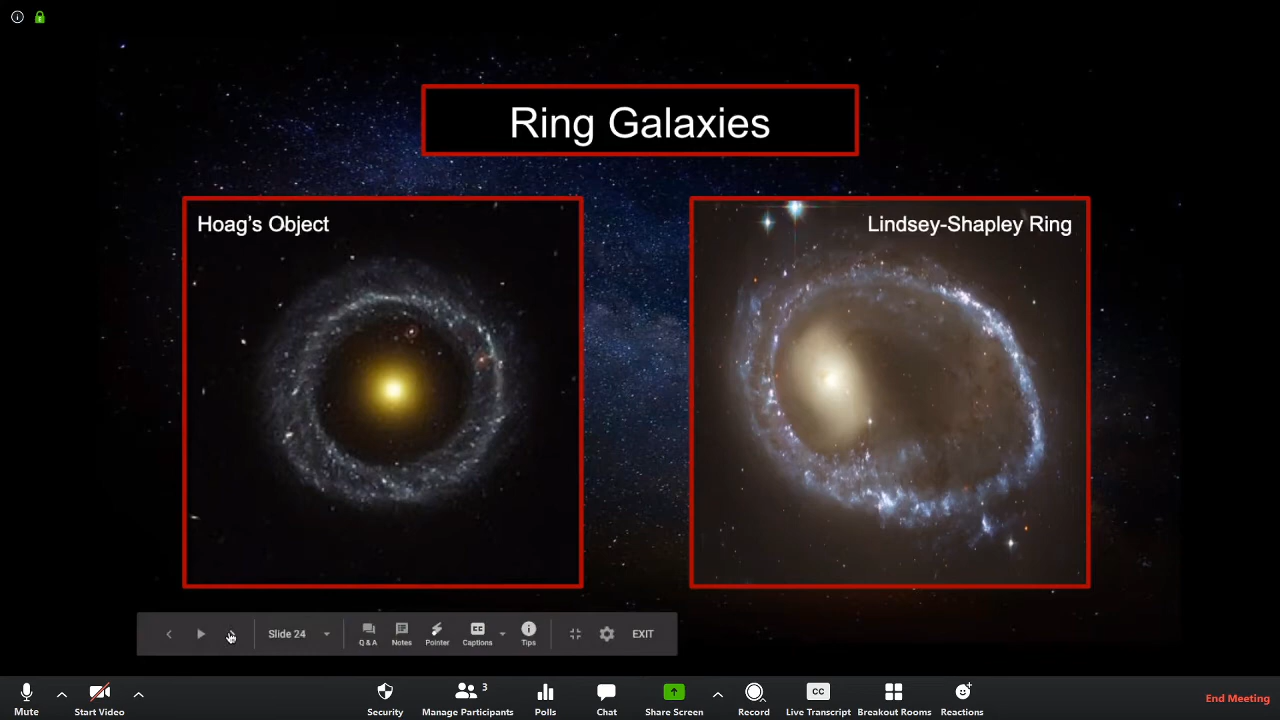 Ring Galaxies
Hoag's Object
Lindsey-Shapley Ring
Slide 24
Q & A
Notes
Pointer
CC
Captions
Tips
EXIT
Mute
Start Video
Security
3
Manage Participants
Polls
Chat
Share Screen
Record
CC
Live Transcript
Breakout Rooms
Reactions
End Meeting